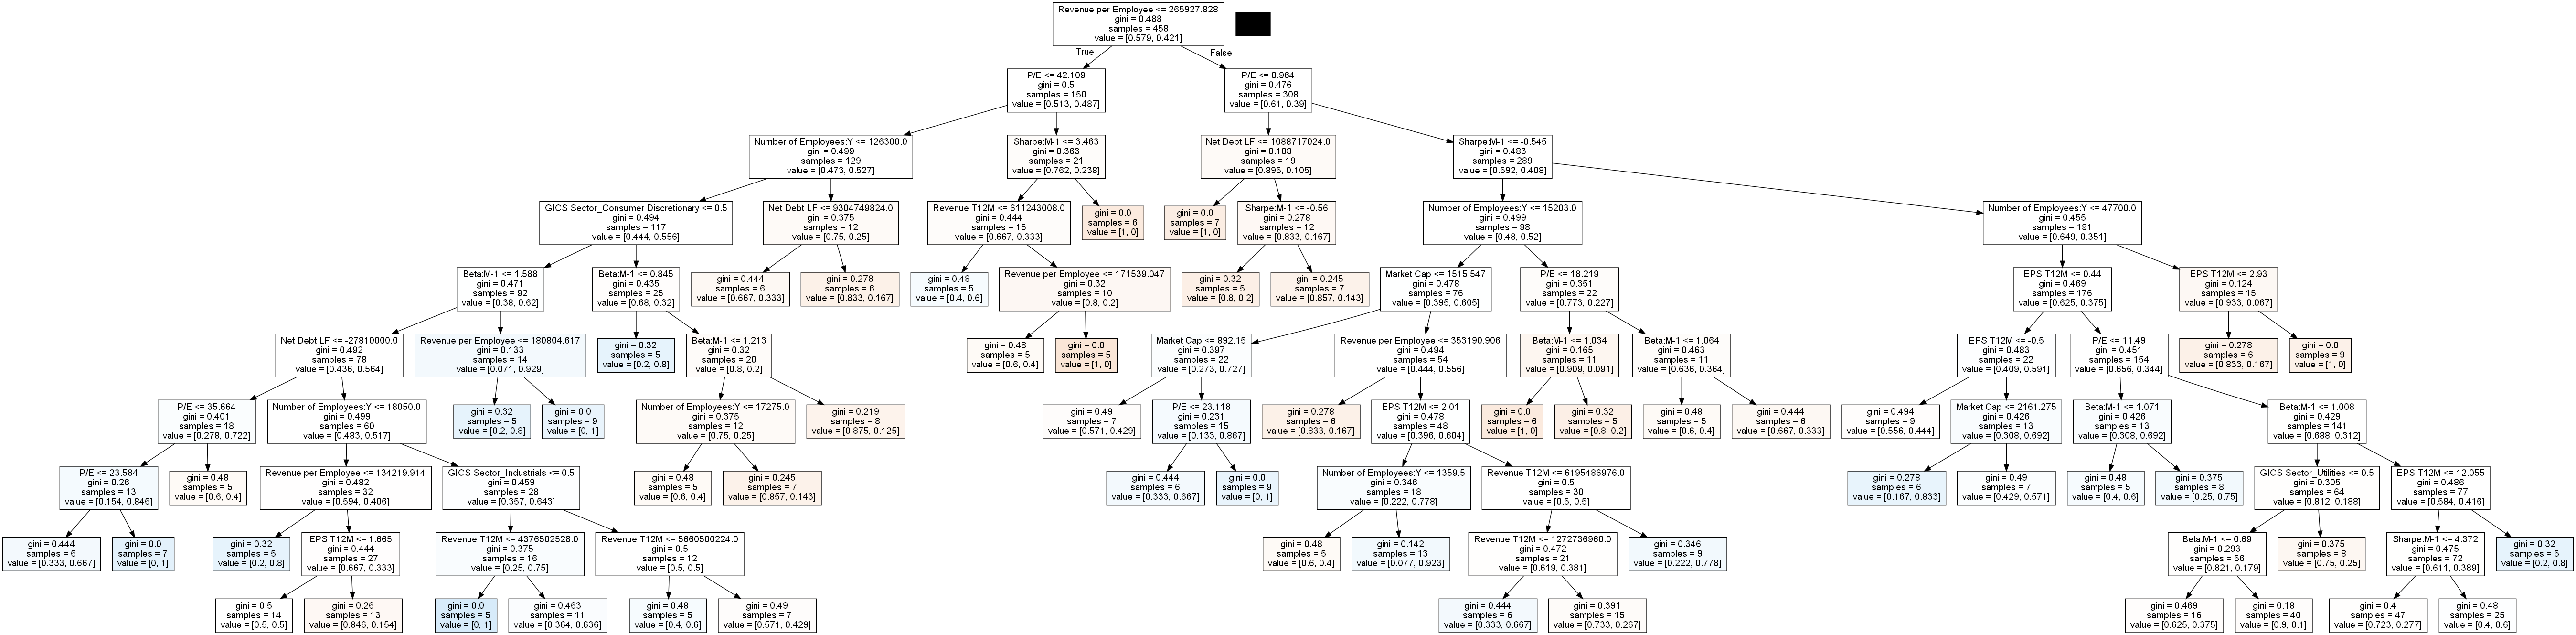 Revenue per Employee <= 265927.828
gini = 0.488
samples = 458
value = [0.579, 0.421]
True
False
P/E <= 42.109
gini = 0.5
samples = 150
value = [0.513, 0.487]
P/E <= 8.964
gini = 0.476
samples = 308
value = [0.61, 0.39]
Number of Employees:Y <= 126300.0
gini = 0.499
samples = 129
value = [0.473, 0.527]
Sharpe:M-1 <= 3.463
gini = 0.363
samples = 21
value = [0.762, 0.238]
Net Debt LF <= 1088717024.0
gini = 0.188
samples = 19
value = [0.895, 0.105]
Sharpe:M-1 <= -0.545
gini = 0.483
samples = 289
value = [0.592, 0.408]
GICS Sector_Consumer Discretionary <= 0.5
gini = 0.494
samples = 117
value = [0.444, 0.556]
Net Debt LF <= 9304749824.0
gini = 0.375
samples = 12
value = [0.75, 0.25]
Revenue T12M <= 611243008.0
gini = 0.444
samples = 15
value = [0.667, 0.333]
gini = 0.0
samples = 6
value = [1, 0]
gini = 0.0
samples = 7
value = [1, 0]
Sharpe:M-1 <= -0.56
gini = 0.278
samples = 12
value = [0.833, 0.167]
Number of Employees:Y <= 15203.0
gini = 0.499
samples = 98
value = [0.48, 0.52]
Number of Employees:Y <= 47700.0
gini = 0.455
samples = 191
value = [0.649, 0.351]
Beta:M-1 <= 1.588
gini = 0.471
samples = 92
value = [0.38, 0.62]
Beta:M-1 <= 0.845
gini = 0.435
samples = 25
value = [0.68, 0.32]
gini = 0.444
samples = 6
value = [0.667, 0.333]
gini = 0.278
samples = 6
value = [0.833, 0.167]
gini = 0.48
samples = 5
value = [0.4, 0.6]
Revenue per Employee <= 171539.047
gini = 0.32
samples = 10
value = [0.8, 0.2]
gini = 0.32
samples = 5
value = [0.8, 0.2]
gini = 0.245
samples = 7
value = [0.857, 0.143]
Market Cap <= 1515.547
gini = 0.478
samples = 76
value = [0.395, 0.605]
P/E <= 18.219
gini = 0.351
samples = 22
value = [0.773, 0.227]
EPS T12M <= 0.44
gini = 0.469
samples = 176
value = [0.625, 0.375]
EPS T12M <= 2.93
gini = 0.124
samples = 15
value = [0.933, 0.067]
Net Debt LF <= -27810000.0
gini = 0.492
samples = 78
value = [0.436, 0.564]
Revenue per Employee <= 180804.617
gini = 0.133
samples = 14
value = [0.071, 0.929]
gini = 0.32
samples = 5
value = [0.2, 0.8]
Beta:M-1 <= 1.213
gini = 0.32
samples = 20
value = [0.8, 0.2]
gini = 0.48
samples = 5
value = [0.6, 0.4]
gini = 0.0
samples = 5
value = [1, 0]
Market Cap <= 892.15
gini = 0.397
samples = 22
value = [0.273, 0.727]
Revenue per Employee <= 353190.906
gini = 0.494
samples = 54
value = [0.444, 0.556]
Beta:M-1 <= 1.034
gini = 0.165
samples = 11
value = [0.909, 0.091]
Beta:M-1 <= 1.064
gini = 0.463
samples = 11
value = [0.636, 0.364]
EPS T12M <= -0.5
gini = 0.483
samples = 22
value = [0.409, 0.591]
P/E <= 11.49
gini = 0.451
samples = 154
value = [0.656, 0.344]
gini = 0.278
samples = 6
value = [0.833, 0.167]
gini = 0.0
samples = 9
value = [1, 0]
P/E <= 35.664
gini = 0.401
samples = 18
value = [0.278, 0.722]
Number of Employees:Y <= 18050.0
gini = 0.499
samples = 60
value = [0.483, 0.517]
gini = 0.32
samples = 5
value = [0.2, 0.8]
gini = 0.0
samples = 9
value = [0, 1]
Number of Employees:Y <= 17275.0
gini = 0.375
samples = 12
value = [0.75, 0.25]
gini = 0.219
samples = 8
value = [0.875, 0.125]
gini = 0.49
samples = 7
value = [0.571, 0.429]
P/E <= 23.118
gini = 0.231
samples = 15
value = [0.133, 0.867]
gini = 0.278
samples = 6
value = [0.833, 0.167]
EPS T12M <= 2.01
gini = 0.478
samples = 48
value = [0.396, 0.604]
gini = 0.0
samples = 6
value = [1, 0]
gini = 0.32
samples = 5
value = [0.8, 0.2]
gini = 0.48
samples = 5
value = [0.6, 0.4]
gini = 0.444
samples = 6
value = [0.667, 0.333]
gini = 0.494
samples = 9
value = [0.556, 0.444]
Market Cap <= 2161.275
gini = 0.426
samples = 13
value = [0.308, 0.692]
Beta:M-1 <= 1.071
gini = 0.426
samples = 13
value = [0.308, 0.692]
Beta:M-1 <= 1.008
gini = 0.429
samples = 141
value = [0.688, 0.312]
P/E <= 23.584
gini = 0.26
samples = 13
value = [0.154, 0.846]
gini = 0.48
samples = 5
value = [0.6, 0.4]
Revenue per Employee <= 134219.914
gini = 0.482
samples = 32
value = [0.594, 0.406]
GICS Sector_Industrials <= 0.5
gini = 0.459
samples = 28
value = [0.357, 0.643]
gini = 0.48
samples = 5
value = [0.6, 0.4]
gini = 0.245
samples = 7
value = [0.857, 0.143]
gini = 0.444
samples = 6
value = [0.333, 0.667]
gini = 0.0
samples = 9
value = [0, 1]
Number of Employees:Y <= 1359.5
gini = 0.346
samples = 18
value = [0.222, 0.778]
Revenue T12M <= 6195486976.0
gini = 0.5
samples = 30
value = [0.5, 0.5]
gini = 0.278
samples = 6
value = [0.167, 0.833]
gini = 0.49
samples = 7
value = [0.429, 0.571]
gini = 0.48
samples = 5
value = [0.4, 0.6]
gini = 0.375
samples = 8
value = [0.25, 0.75]
GICS Sector_Utilities <= 0.5
gini = 0.305
samples = 64
value = [0.812, 0.188]
EPS T12M <= 12.055
gini = 0.486
samples = 77
value = [0.584, 0.416]
gini = 0.444
samples = 6
value = [0.333, 0.667]
gini = 0.0
samples = 7
value = [0, 1]
gini = 0.32
samples = 5
value = [0.2, 0.8]
EPS T12M <= 1.665
gini = 0.444
samples = 27
value = [0.667, 0.333]
Revenue T12M <= 4376502528.0
gini = 0.375
samples = 16
value = [0.25, 0.75]
Revenue T12M <= 5660500224.0
gini = 0.5
samples = 12
value = [0.5, 0.5]
gini = 0.48
samples = 5
value = [0.6, 0.4]
gini = 0.142
samples = 13
value = [0.077, 0.923]
Revenue T12M <= 1272736960.0
gini = 0.472
samples = 21
value = [0.619, 0.381]
gini = 0.346
samples = 9
value = [0.222, 0.778]
Beta:M-1 <= 0.69
gini = 0.293
samples = 56
value = [0.821, 0.179]
gini = 0.375
samples = 8
value = [0.75, 0.25]
Sharpe:M-1 <= 4.372
gini = 0.475
samples = 72
value = [0.611, 0.389]
gini = 0.32
samples = 5
value = [0.2, 0.8]
gini = 0.5
samples = 14
value = [0.5, 0.5]
gini = 0.26
samples = 13
value = [0.846, 0.154]
gini = 0.0
samples = 5
value = [0, 1]
gini = 0.463
samples = 11
value = [0.364, 0.636]
gini = 0.48
samples = 5
value = [0.4, 0.6]
gini = 0.49
samples = 7
value = [0.571, 0.429]
gini = 0.444
samples = 6
value = [0.333, 0.667]
gini = 0.391
samples = 15
value = [0.733, 0.267]
gini = 0.469
samples = 16
value = [0.625, 0.375]
gini = 0.18
samples = 40
value = [0.9, 0.1]
gini = 0.4
samples = 47
value = [0.723, 0.277]
gini = 0.48
samples = 25
value = [0.4, 0.6]